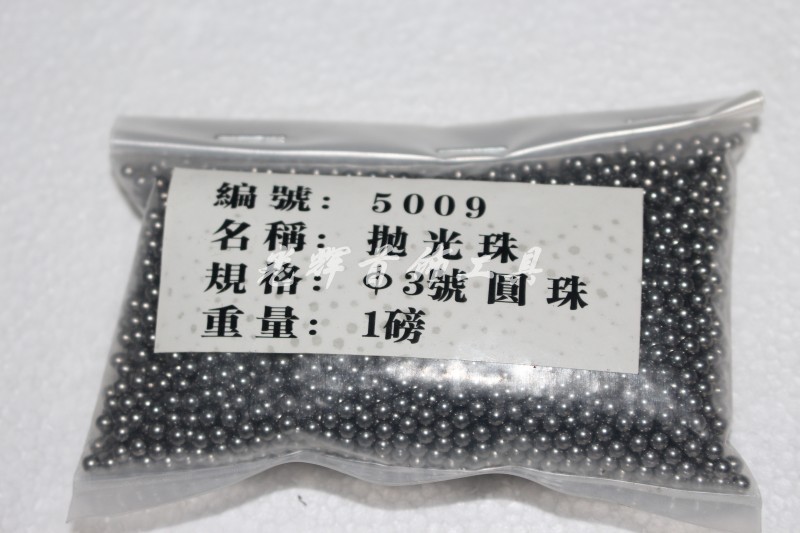 編號: 5009
名稱: 拋光珠
規格: φ3號圓珠
重量: 1磅